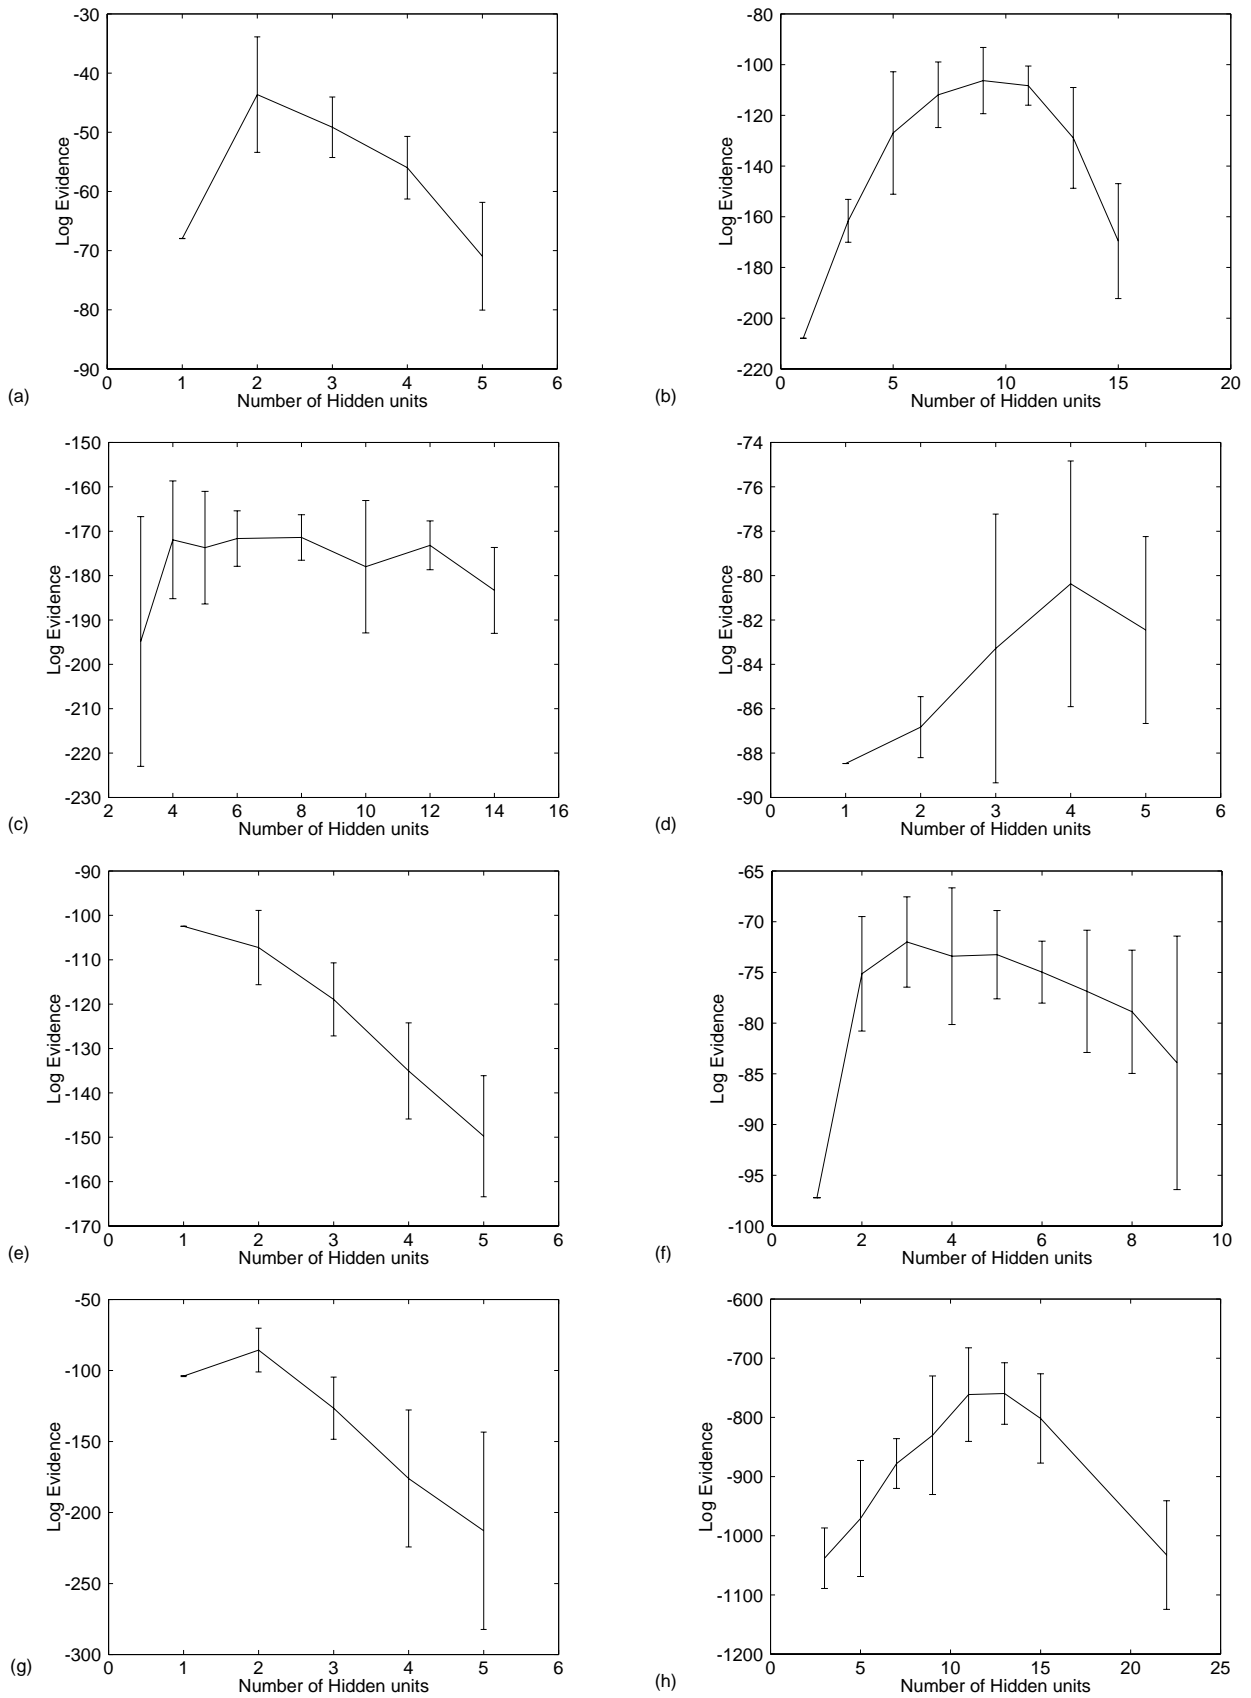 -30
-40
-50
-60
-70
-80
-90
Log Evidence
0 1 2 3 4 5 6
Number of Hidden units
(a)
-80
-100
-120
-140
-160
-180
-200
-220
Log Evidence
0 5 10 15 20
Number of Hidden units
(b)
-150
-160
-170
-180
-190
-200
-210
-220
-230
Log Evidence
2 4 6 8 10 12 14 16
Number of Hidden units
(c)
-74
-76
-78
-80
-82
-84
-86
-88
-90
Log Evidence
0 1 2 3 4 5 6
Number of Hidden units
(d)
-90
-100
-110
-120
-130
-140
-150
-160
-170
Log Evidence
0 1 2 3 4 5 6
Number of Hidden units
(e)
-65
-70
-75
-80
-85
-90
-95
-100
Log Evidence
0 2 4 6 8 10
Number of Hidden units
(f)
-50
-100
-150
-200
-250
-300
Log Evidence
0 1 2 3 4 5 6
Number of Hidden units
(g)
-600
-700
-800
-900
-1000
-1100
-1200
Log Evidence
0 5 10 15 20 25
Number of Hidden units
(h)